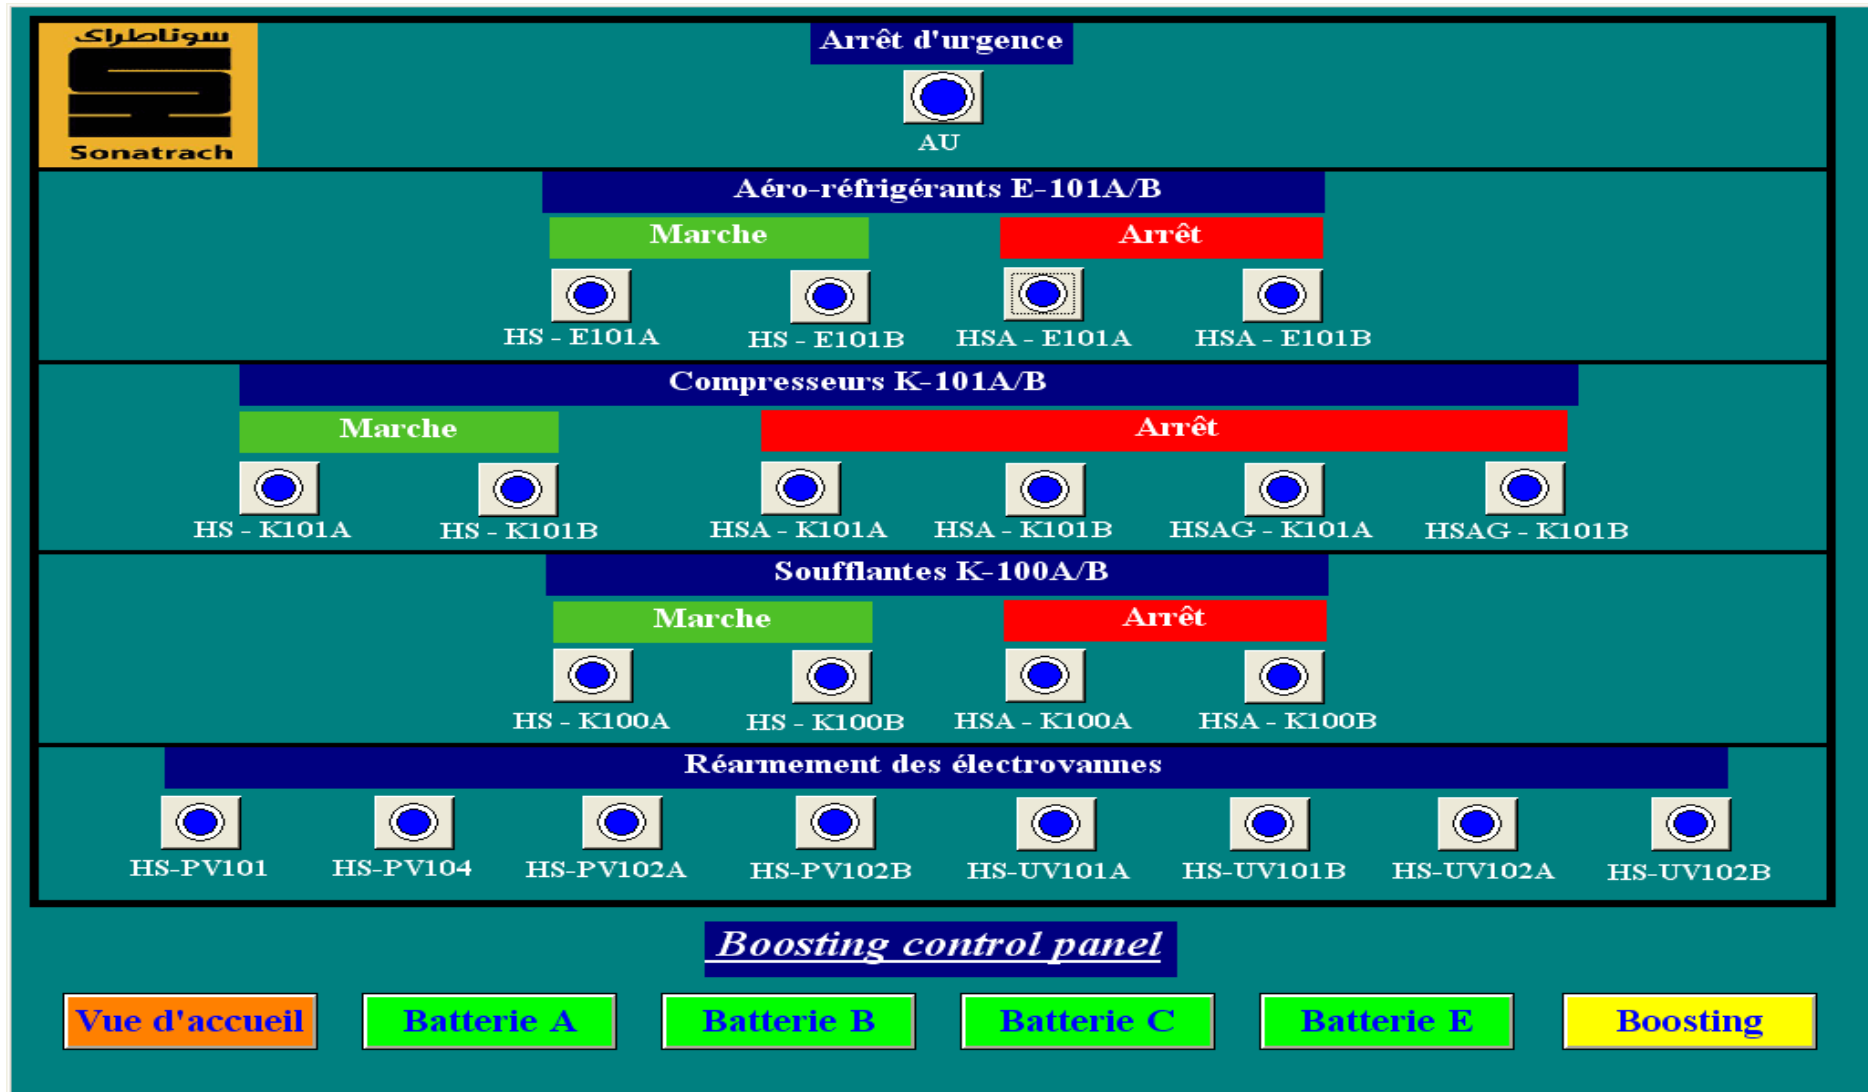 سوناطراك
Sonatrach
Arrêt d'urgence
AU
Aéro-réfrigérants E-101A/B
Marche
Arrêt
HS - E101A
HS - E101B
HSA - E101A
HSA - E101B
Compresseurs K-101A/B
Marche
Arrêt
HS - K101A
HS - K101B
HSA - K101A
HSA - K101B
HSAG - K101A
HSAG - K101B
Soufflantes K-100A/B
Marche
Arrêt
HS - K100A
HS - K100B
HSA - K100A
HSA - K100B
Réarmement des électrovannes
HS-PV101
HS-PV104
HS-PV102A
HS-PV102B
HS-UV101A
HS-UV101B
HS-UV102A
HS-UV102B
Boosting control panel
Vue d'accueil
Batterie A
Batterie B
Batterie C
Batterie E
Boosting